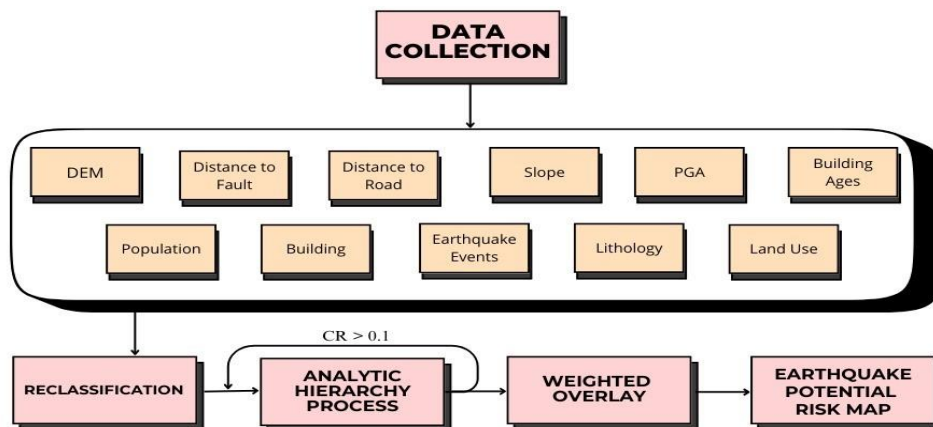 DATA
COLLECTION
DEM
Distance to
Fault
Distance to
Road
Slope
PGA
Building
Ages
Population
Building
Earthquake
Events
Lithology
Land Use
CR > 0.1
RECLASSIFICATION
ANALYTIC
HIERARCHY
PROCESS
WEIGHTED
OVERLAY
EARTHQUAKE
POTENTIAL
RISK MAP